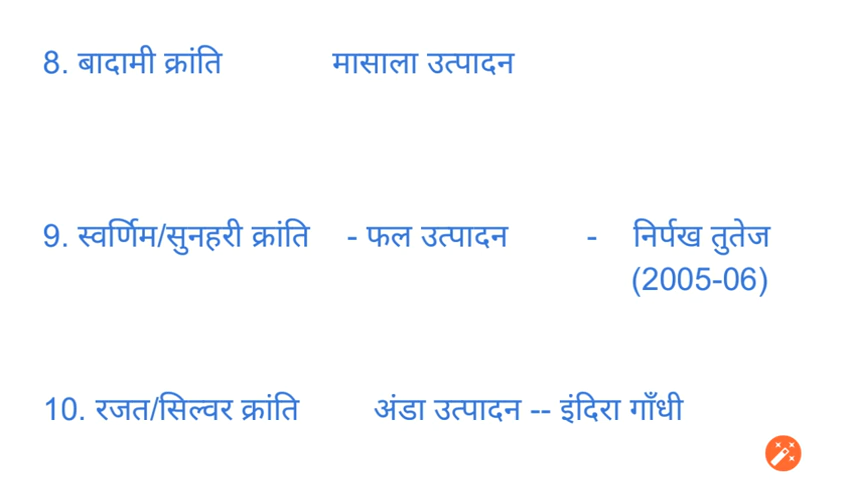 8. बादामी क्रांति मासाला उत्पादन
9. स्वर्णिम/सुनहरी क्रांति - फल उत्पादन - निर्पख तुतेज
(2005-06)
10. रजत/सिल्वर क्रांति अंडा उत्पादन -- इंदिरा गाँधी